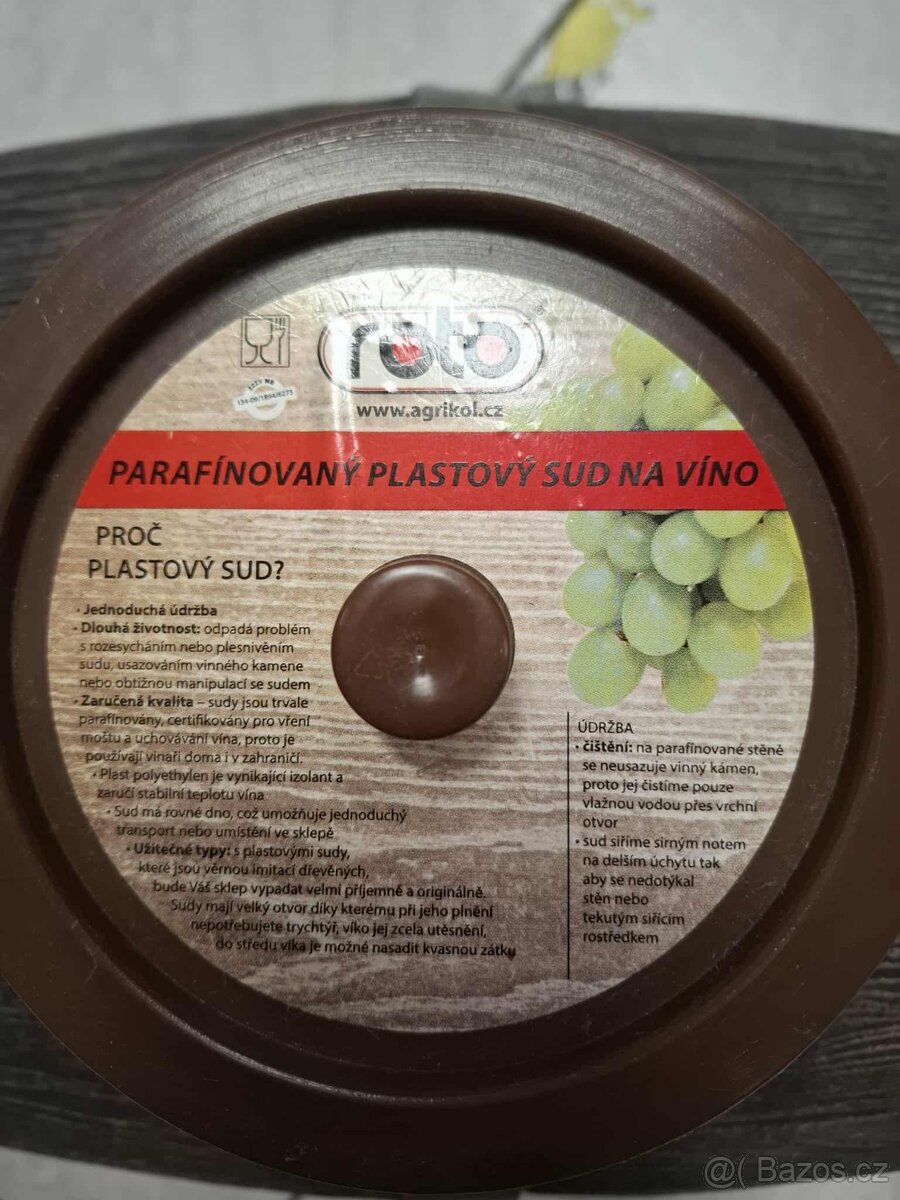 roto
134-09/1894/6273
www.agrikol.cz
PARAFÍNOVANÝ PLASTOVÝ SUD NA VÍNO
PROČ
PLASTOVÝ SUD?
• Jednoduchá údržba
• Dlouhá životnost: odpadá problém
s rozesycháním nebo plesnivěním
sudu, usazováním vinného kamene
nebo obtížnou manipulací se sudem
• Zaručená kvalita – sudy jsou trvale
parafínovány, certifikovány pro vření
moštu a uchovávání vína, proto je
používají vinaři doma i v zahraničí.
• Plast polyethylen je vynikající izolant a
zaručí stabilní teplotu vína
• Sud má rovné dno, což umožňuje jednoduchý
transport nebo umístění ve sklepě
• Užitečné typy: s plastovými sudy,
které jsou věrnou imitací dřevěných,
bude Váš sklep vypadat velmi příjemně a originálně.
Sudy mají velký otvor díky kterému při jeho plnění
nepotřebujete trychtýř, víko jej zcela utěsnění,
do středu víka je možné nasadit kvasnou zátku
ÚDRŽBA
• čištění: na parafínované stěně
se neusazuje vinný kámen,
proto jej čistíme pouze
vlažnou vodou přes vrchní
otvor
• sud siříme sirným notem
na delším úchytu tak
aby se nedotýkal
stěn nebo
tekutým siřícím
rostředkem
@( Bazos.cz